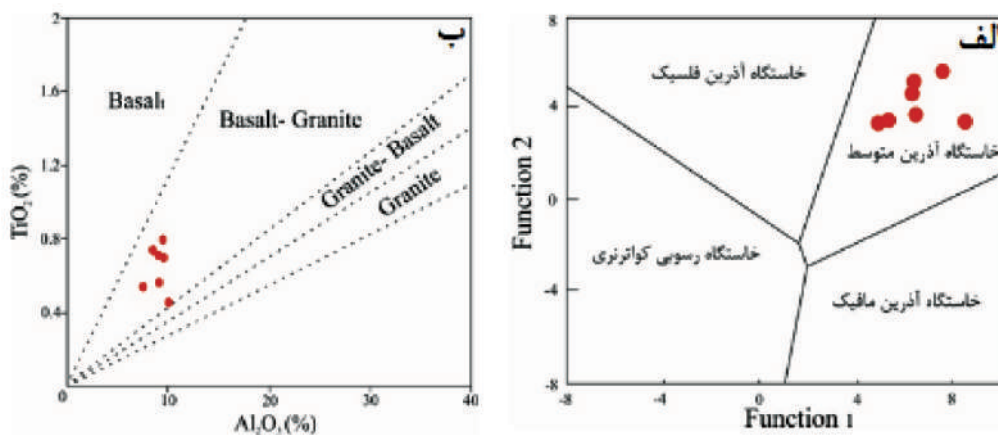 ب
2
1.6
1.2
0.8
0.4
TiO2 (%)
Basalt
Basalt- Granite
Granite- Basalt
Granite
0
10
20
30
40
Al2O3 (%)
الف
8
4
0
-4
-8
Function 2
خاستگاه آذرین فلسیک
خاستگاه آذرین متوسط
خاستگاه رسوبی کواترنری
خاستگاه آذرین مافیک
-8
-4
0
4
8
Function 1